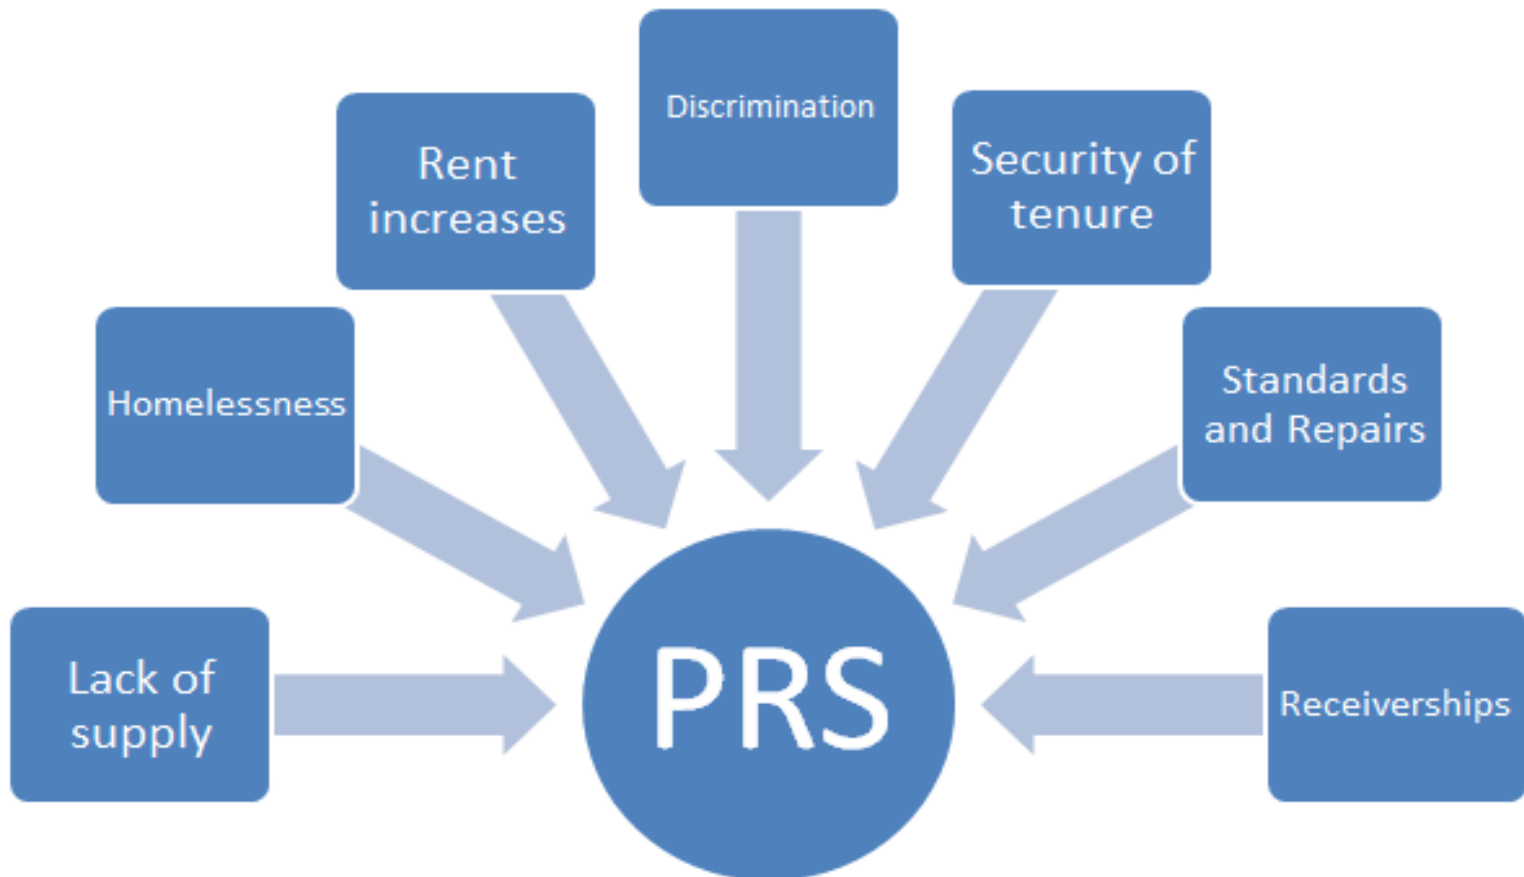 Discrimination
Rent
increases
Security of
tenure
Homelessness
Standards
and Repairs
Lack of
supply
PRS
Receiverships